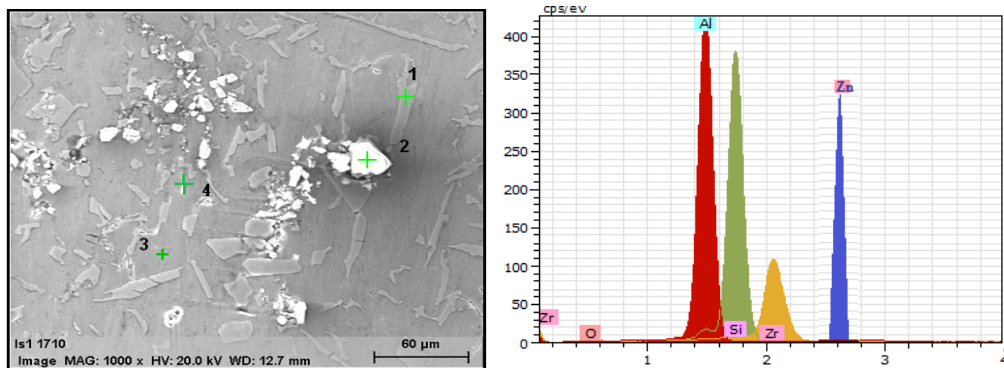 1
2
3
4
ls1 1710
Image MAG: 1000 x HV: 20.0 kV WD: 12.7 mm
60 µm
cps/ev
400
350
300
250
200
150
100
50
0
Al
Zn
Zr
O
Si
Zr
1
2
3
4